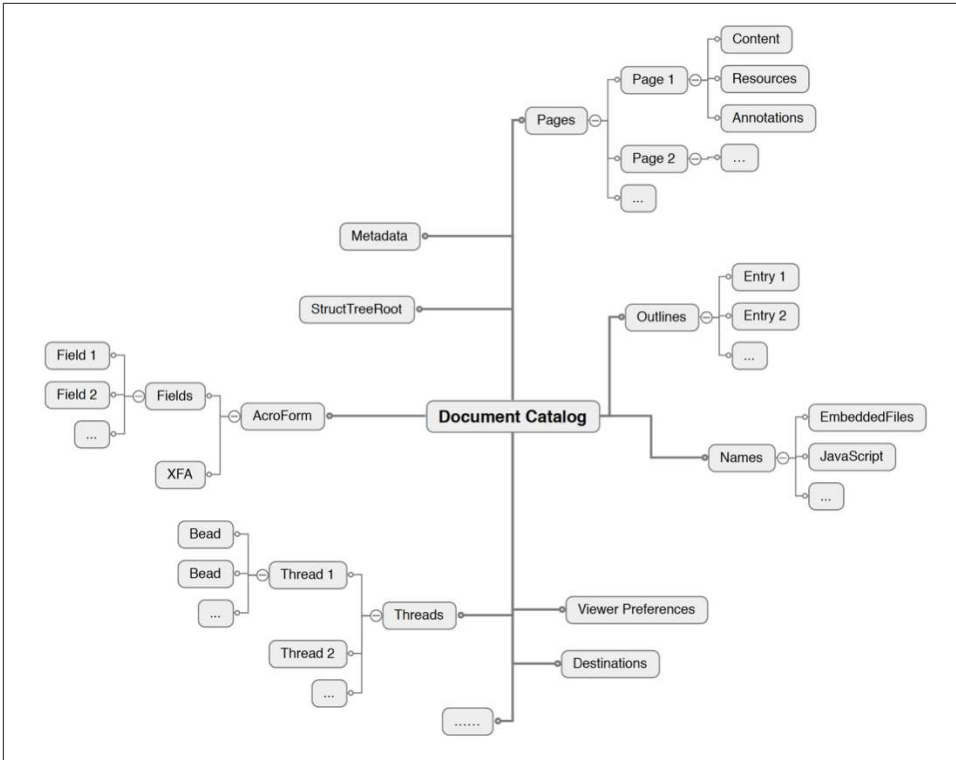 Content
Page 1
Resources
Annotations
Pages
Page 2
...
...
Metadata
StructTreeRoot
Entry 1
Outlines
Entry 2
...
Field 1
Fields
Field 2
...
AcroForm
XFA
Document Catalog
EmbeddedFiles
Names
JavaScript
...
Bead
Bead
Thread 1
...
Threads
Thread 2
...
Viewer Preferences
Destinations
......